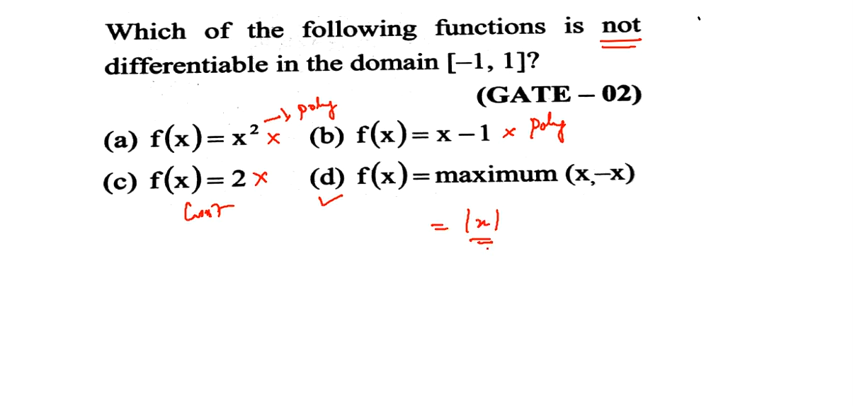 Which of the following functions is not
differentiable in the domain [−1, 1]?
(GATE − 02)
→ poly
(a) f(x) = x² × (b) f(x) = x − 1 × poly
(c) f(x) = 2 × (d) f(x) = maximum (x,−x)
Const ✓
= |x|